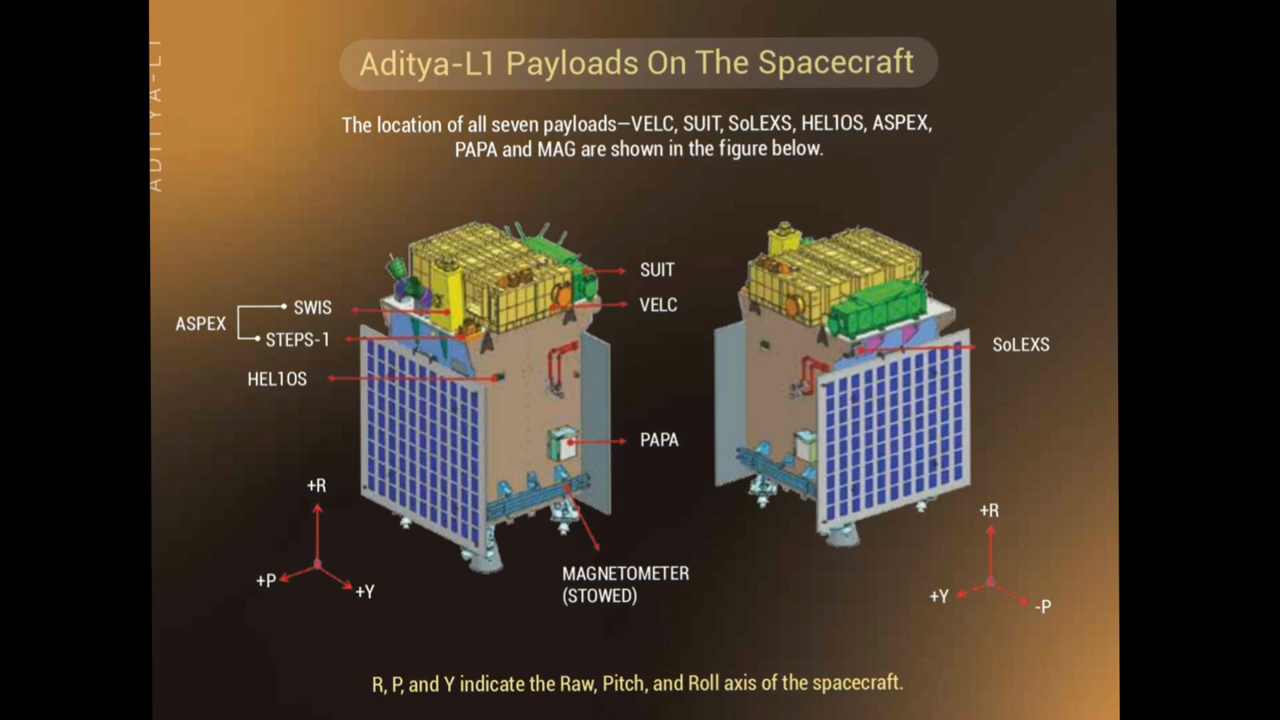 ADITYA-L1
Aditya-L1 Payloads On The Spacecraft
The location of all seven payloads—VELC, SUIT, SoLEXS, HEL1OS, ASPEX,
PAPA and MAG are shown in the figure below.
SUIT
VELC
ASPEX
SWIS
STEPS-1
HEL1OS
PAPA
MAGNETOMETER
(STOWED)
+R
+P
+Y
SoLEXS
+R
+Y
-P
R, P, and Y indicate the Raw, Pitch, and Roll axis of the spacecraft.